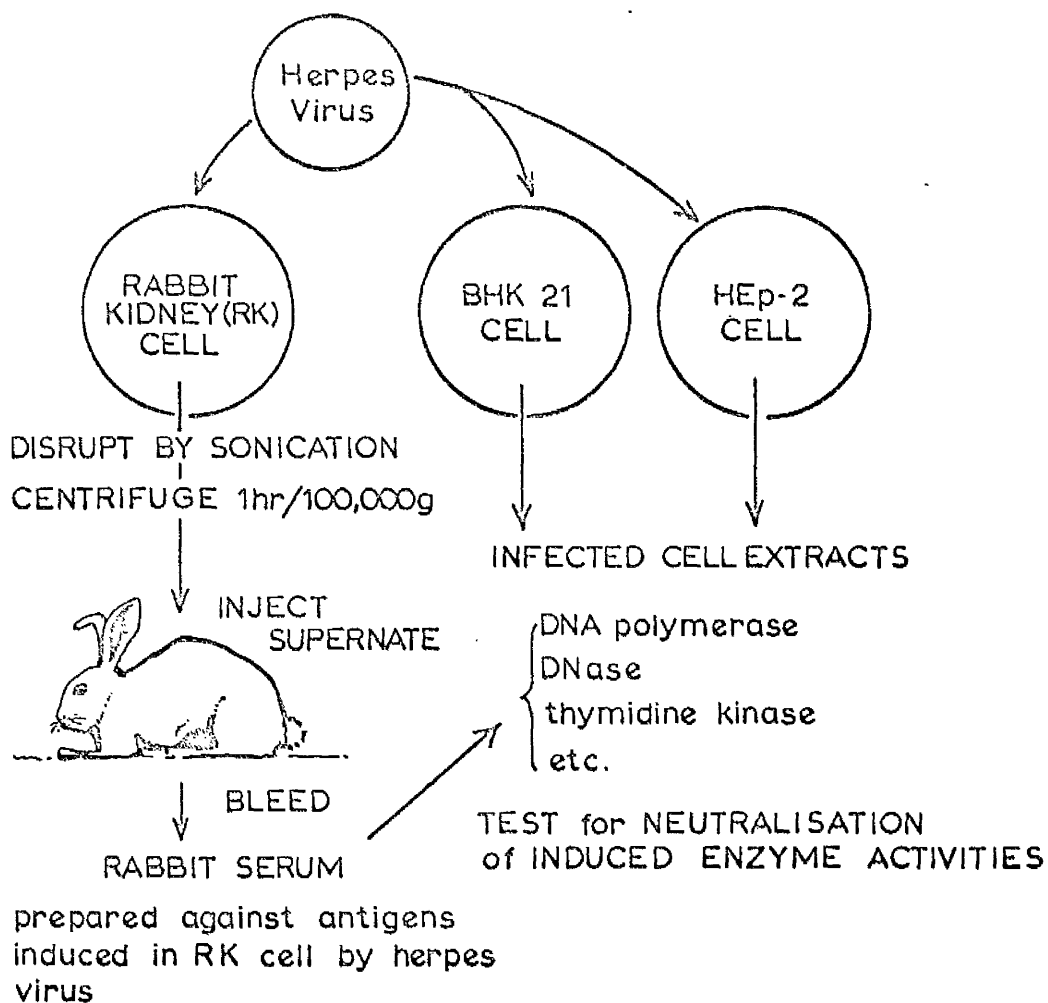 Herpes
Virus
RABBIT
KIDNEY(RK)
CELL
BHK 21
CELL
HEp-2
CELL
DISRUPT BY SONICATION
CENTRIFUGE 1hr/100,000g
INFECTED CELL EXTRACTS
INJECT
SUPERNATE
DNA polymerase
DNase
thymidine kinase
etc.
BLEED
RABBIT SERUM
TEST for NEUTRALISATION
of INDUCED ENZYME ACTIVITIES
prepared against antigens
induced in RK cell by herpes
virus